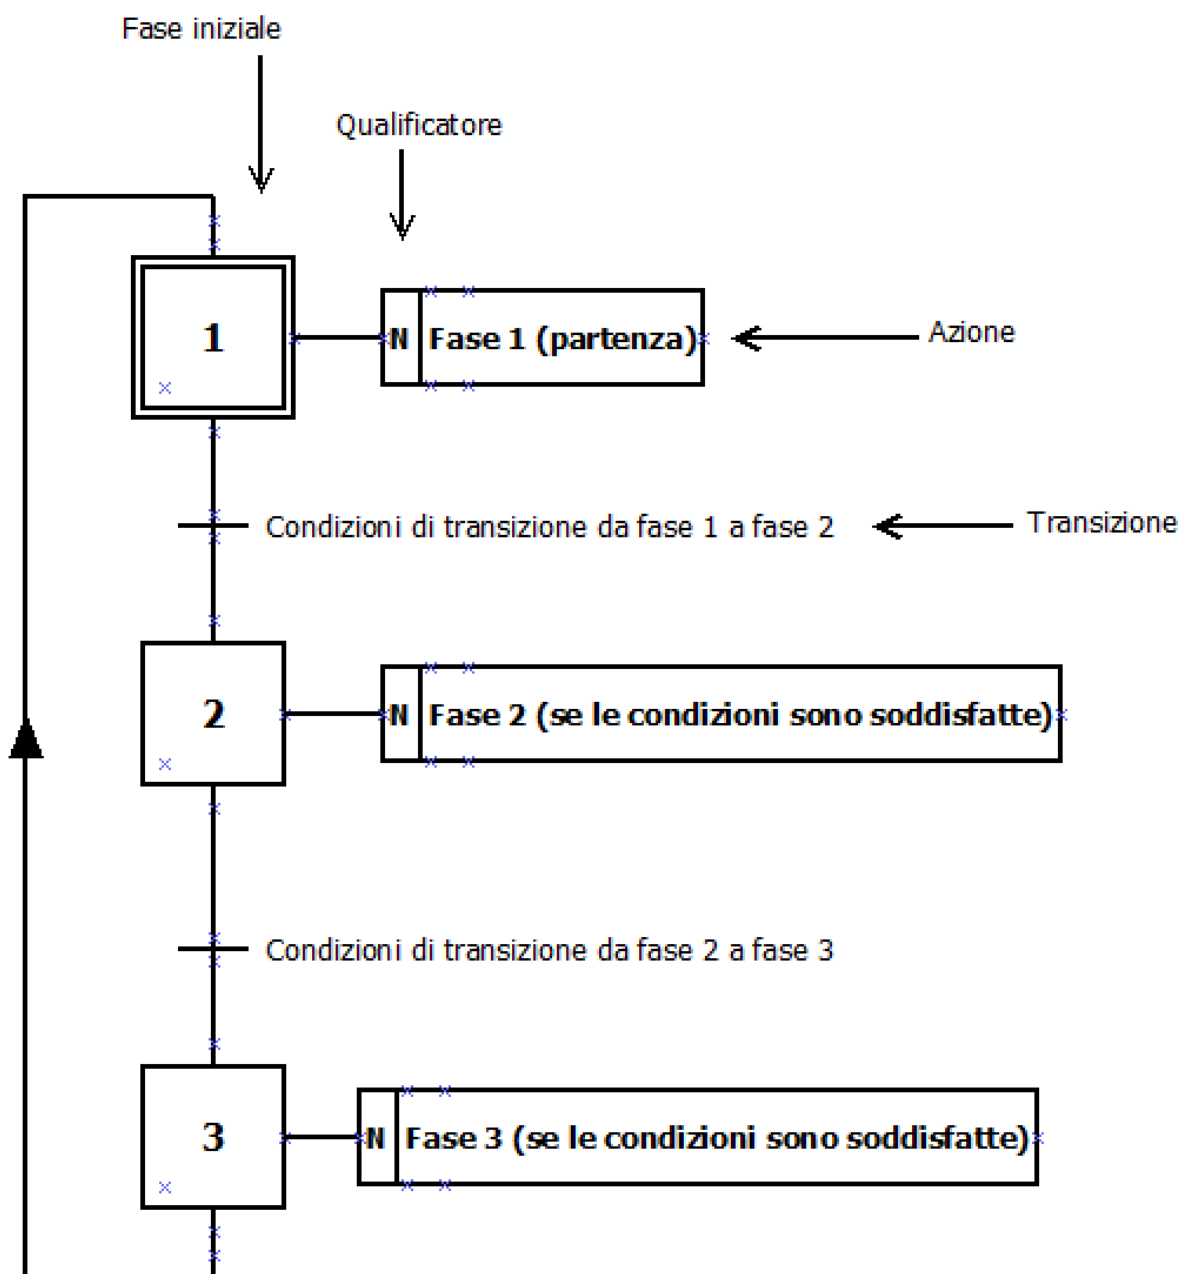 Fase iniziale
Qualificatore
1
N Fase 1 (partenza)
Azione
Condizioni di transizione da fase 1 a fase 2
Transizione
2
N Fase 2 (se le condizioni sono soddisfatte)
Condizioni di transizione da fase 2 a fase 3
3
N Fase 3 (se le condizioni sono soddisfatte)